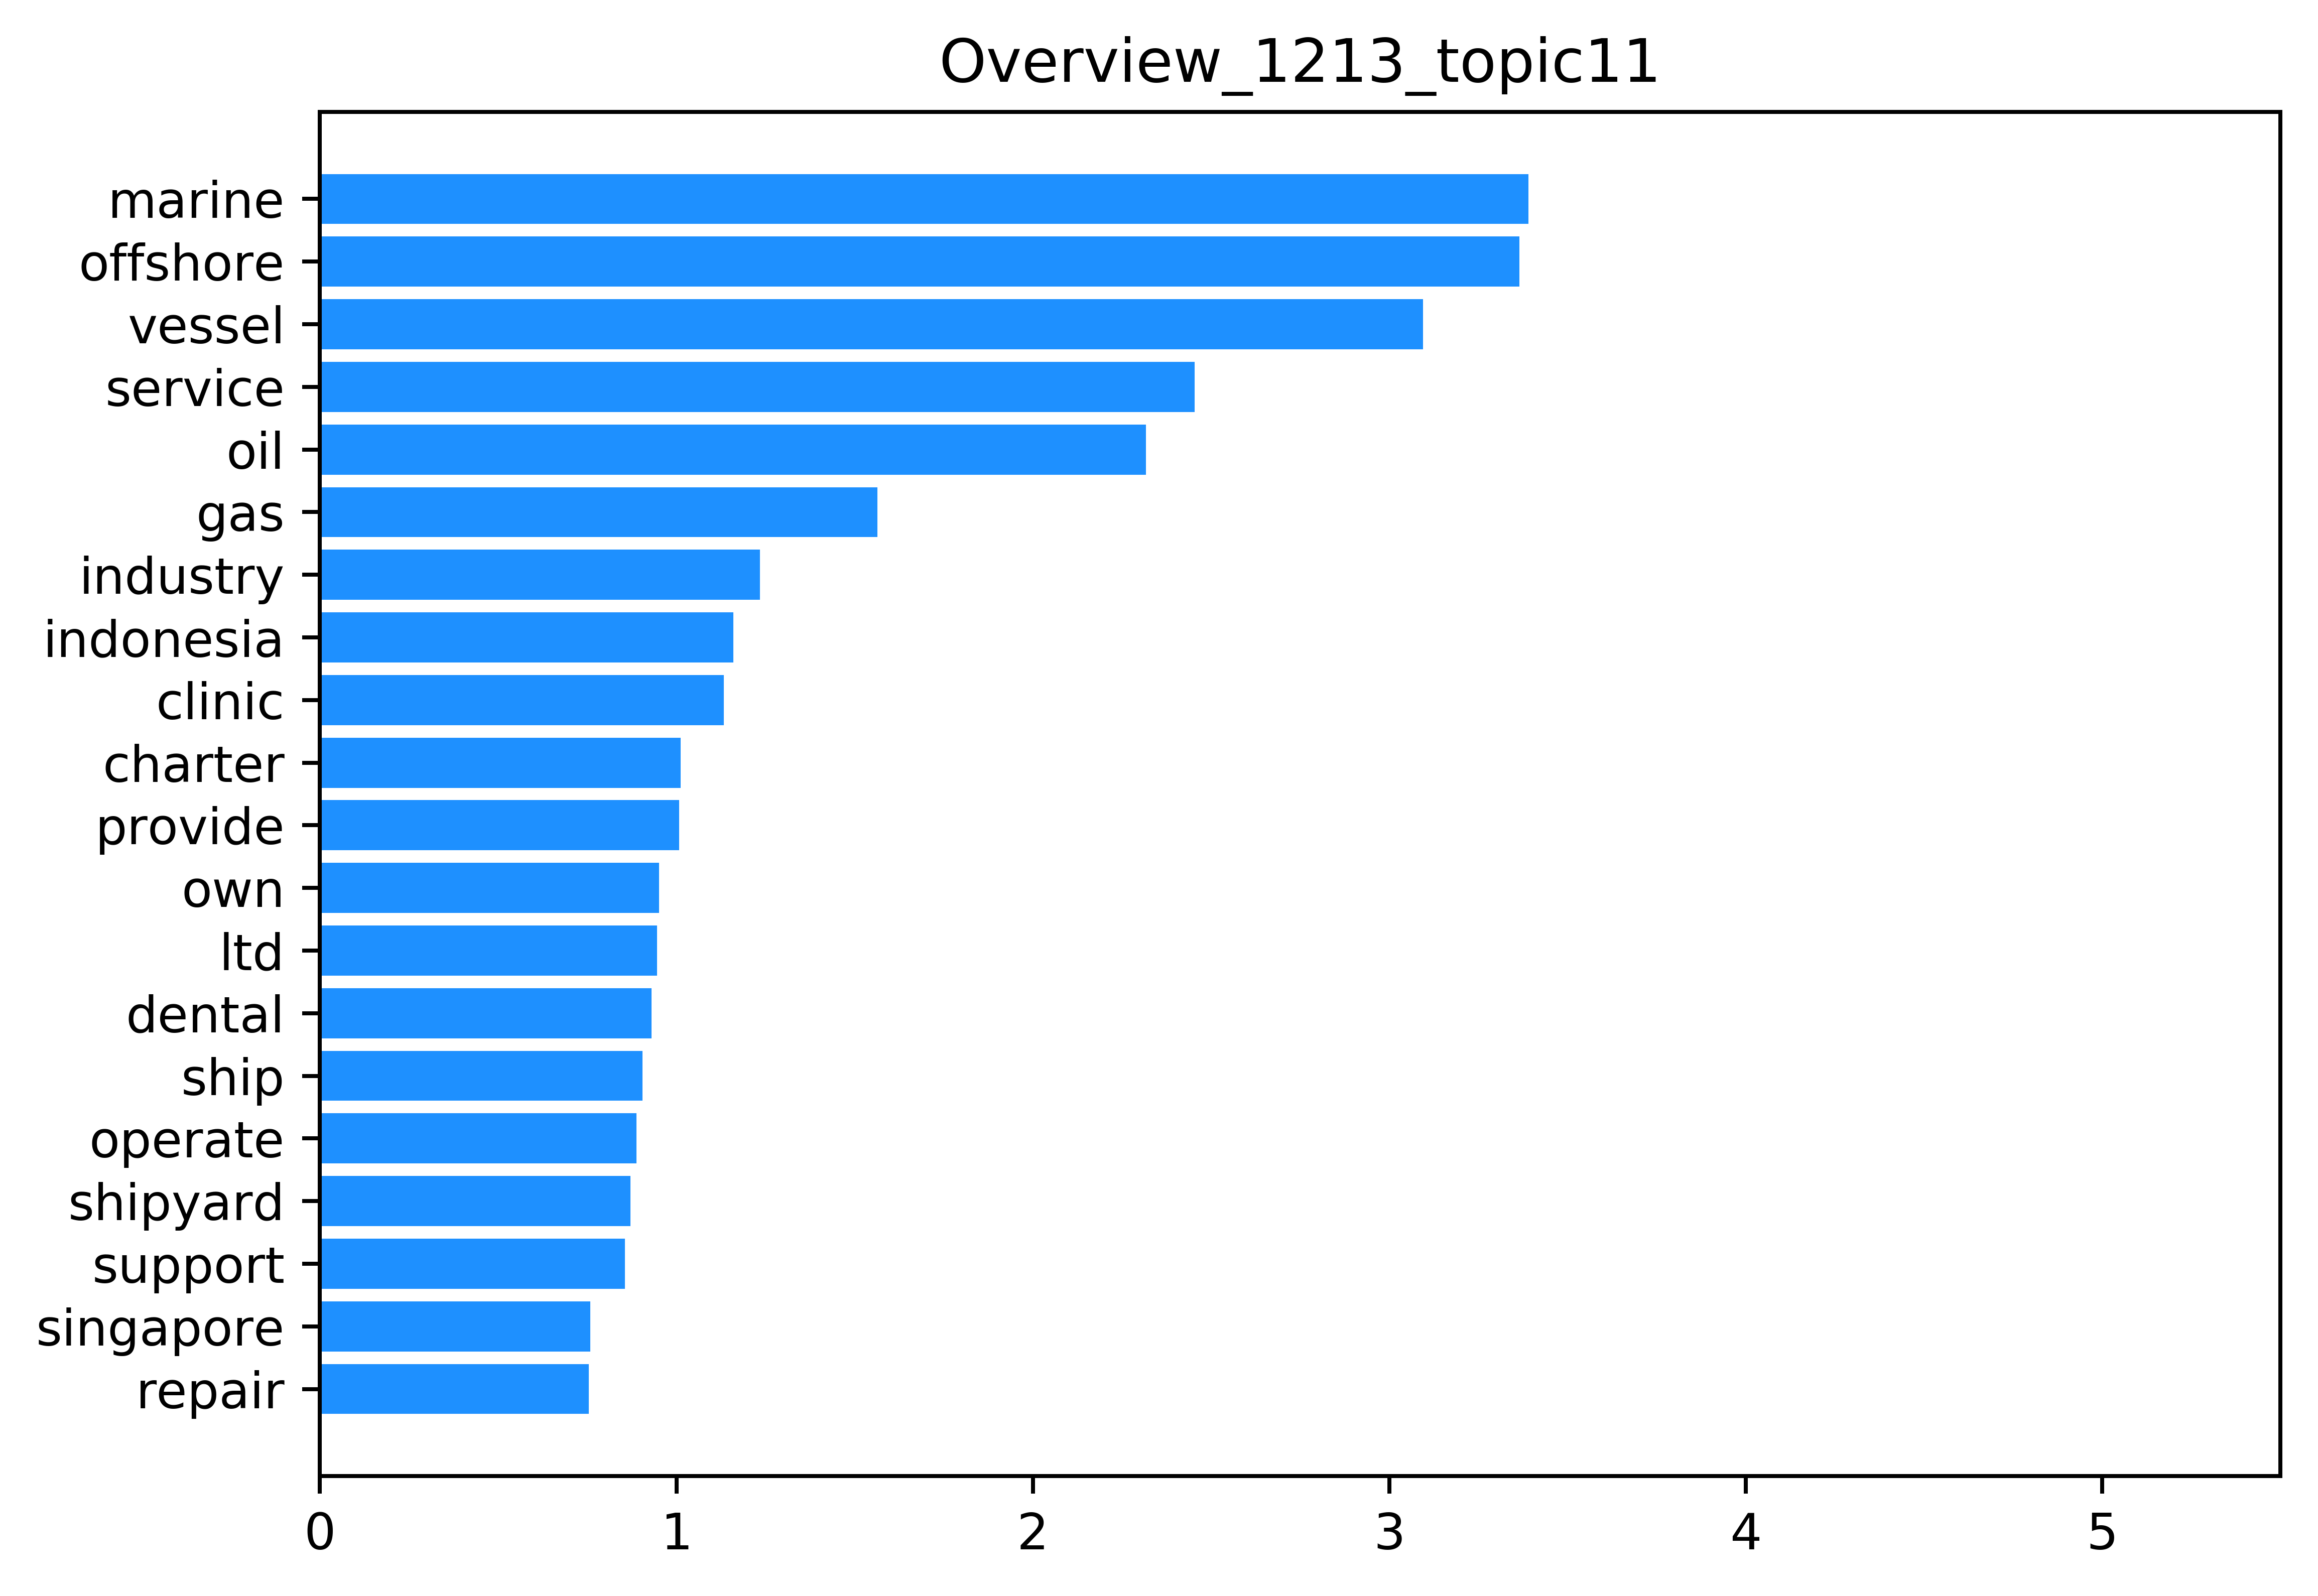 Overview_1213_topic11
marine
offshore
vessel
service
oil
gas
industry
indonesia
clinic
charter
provide
own
ltd
dental
ship
operate
shipyard
support
singapore
repair
0 1 2 3 4 5